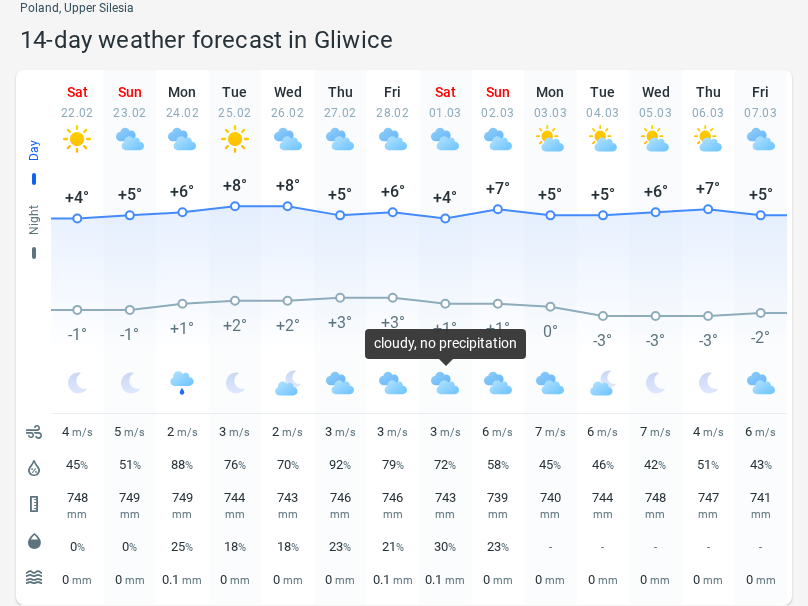 Poland, Upper Silesia
14-day weather forecast in Gliwice
Sat Sun Mon Tue Wed Thu Fri Sat Sun Mon Tue Wed Thu Fri
22.02 23.02 24.02 25.02 26.02 27.02 28.02 01.03 02.03 03.03 04.03 05.03 06.03 07.03
Day
+4° +5° +6° +8° +8° +5° +6° +4° +7° +5° +5° +6° +7° +5°
Night
-1° -1° +1° +2° +2° +3° +3° +1° +1° 0° -3° -3° -3° -2°
cloudy, no precipitation
4 m/s 5 m/s 2 m/s 3 m/s 2 m/s 3 m/s 3 m/s 3 m/s 6 m/s 7 m/s 6 m/s 7 m/s 4 m/s 6 m/s
45% 51% 88% 76% 70% 92% 79% 72% 58% 45% 46% 42% 51% 43%
748 749 749 744 743 746 746 743 739 740 744 748 747 741
mm mm mm mm mm mm mm mm mm mm mm mm mm mm
0% 0% 25% 18% 18% 23% 21% 30% 23% - - - - -
0 mm 0 mm 0.1 mm 0 mm 0 mm 0 mm 0.1 mm 0.1 mm 0 mm 0 mm 0 mm 0 mm 0 mm 0 mm